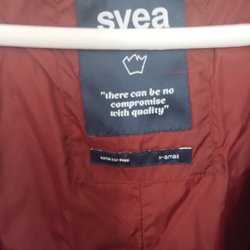 svea
"there can be no
compromise
with quality"
x-small